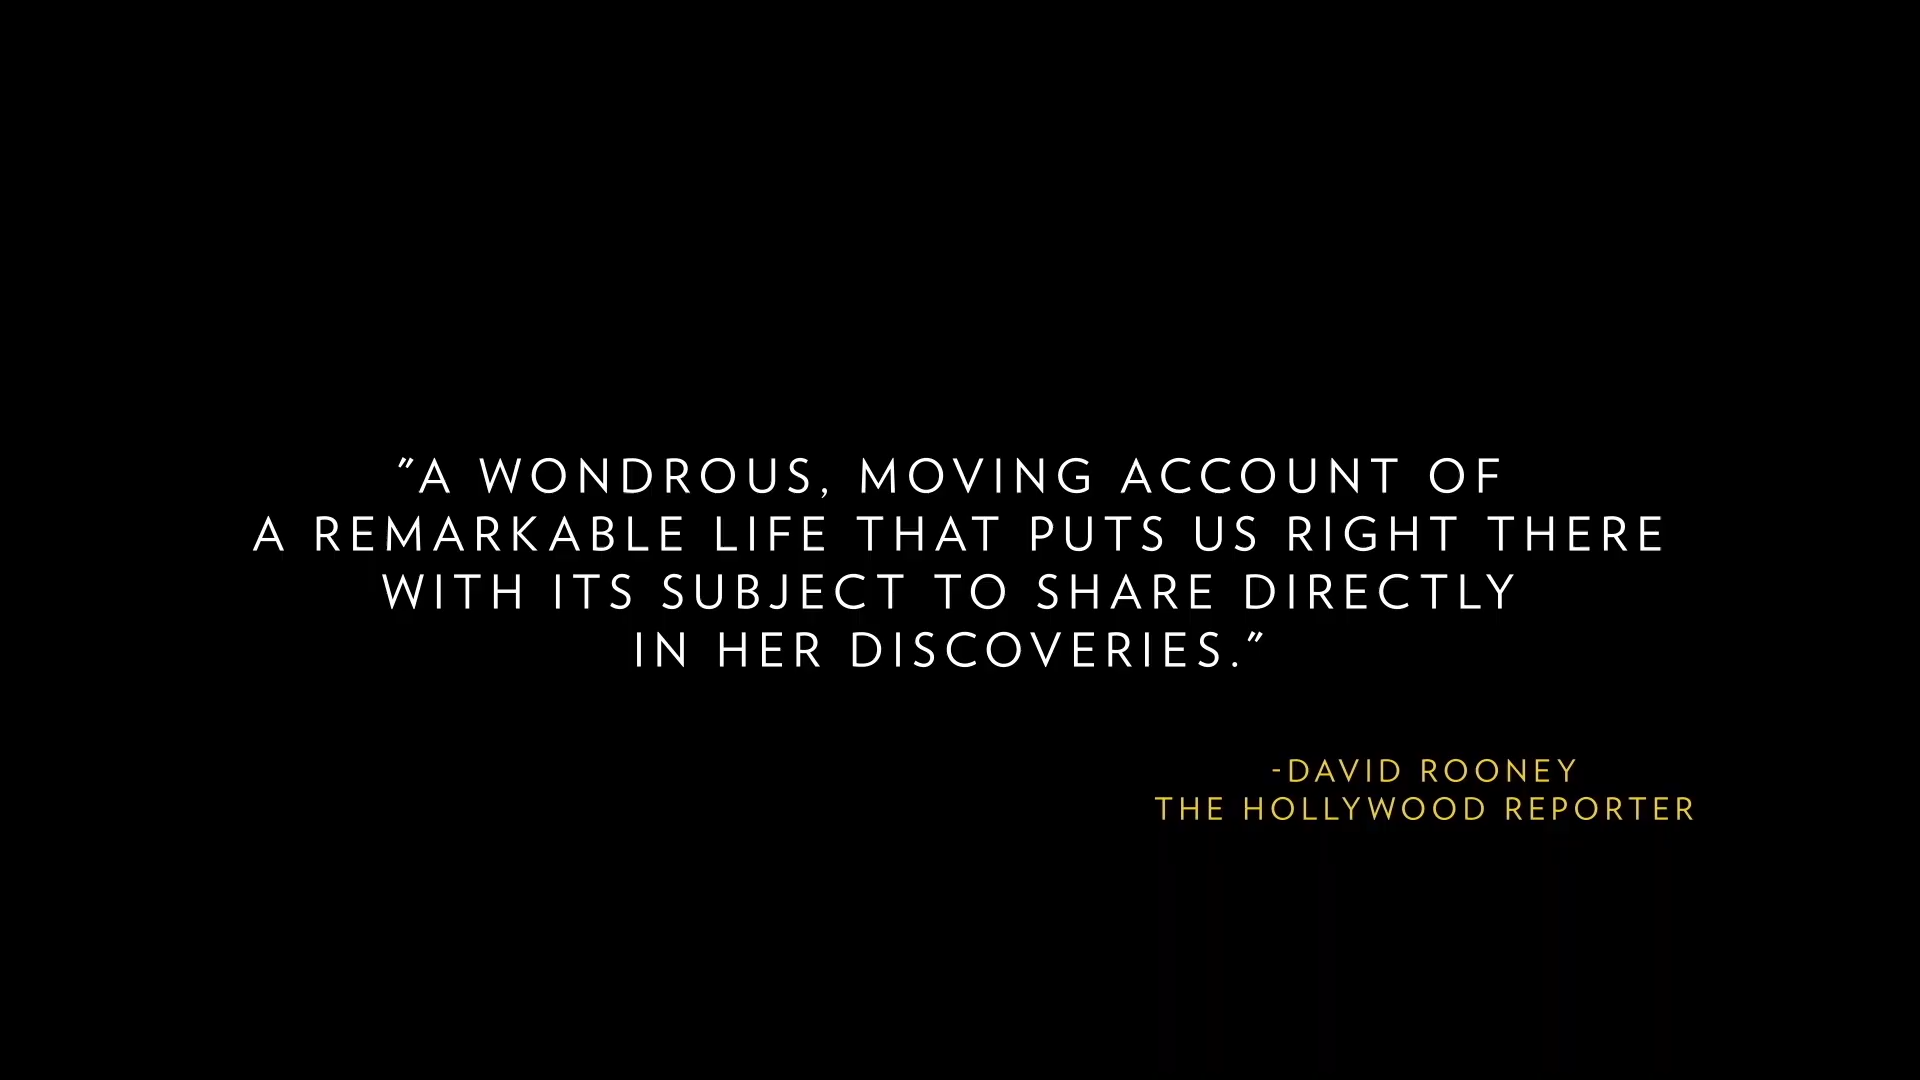 "A WONDROUS, MOVING ACCOUNT OF
A REMARKABLE LIFE THAT PUTS US RIGHT THERE
WITH ITS SUBJECT TO SHARE DIRECTLY
IN HER DISCOVERIES."
-DAVID ROONEY
THE HOLLYWOOD REPORTER